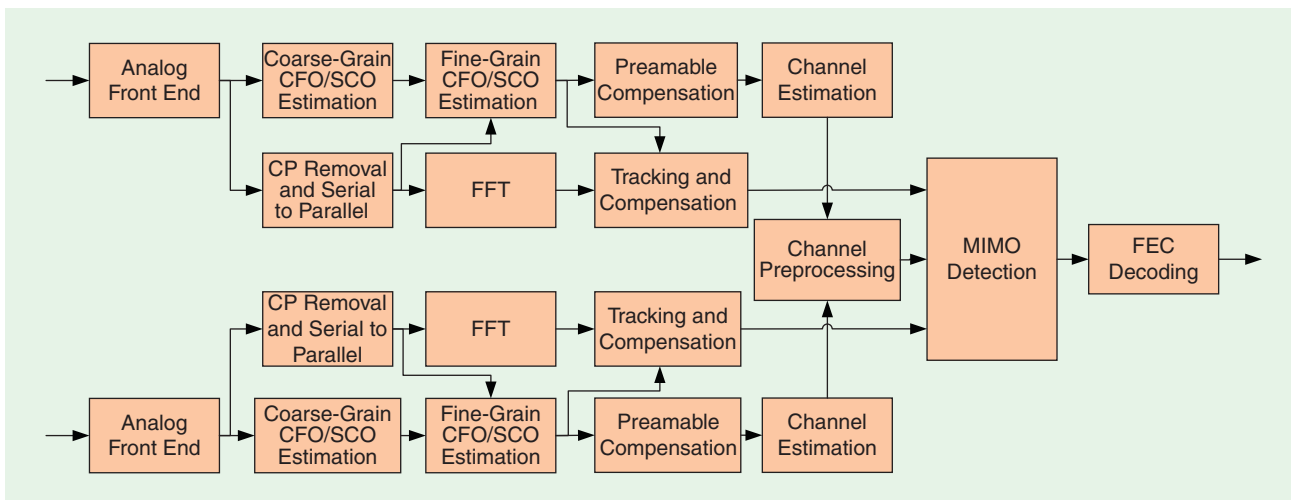 Analog
Front End
Coarse-Grain
CFO/SCO
Estimation
Fine-Grain
CFO/SCO
Estimation
Preamable
Compensation
Channel
Estimation
CP Removal
and Serial
to Parallel
FFT
Tracking and
Compensation
Channel
Preprocessing
MIMO
Detection
FEC
Decoding
CP Removal
and Serial to
Parallel
FFT
Tracking and
Compensation
Analog
Front End
Coarse-Grain
CFO/SCO
Estimation
Fine-Grain
CFO/SCO
Estimation
Preamable
Compensation
Channel
Estimation